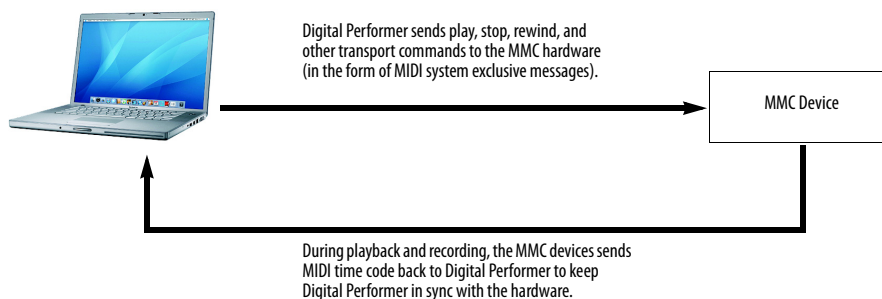 Digital Performer sends play, stop, rewind, and
other transport commands to the MMC hardware
(in the form of MIDI system exclusive messages).
MMC Device
During playback and recording, the MMC devices sends
MIDI time code back to Digital Performer to keep
Digital Performer in sync with the hardware.